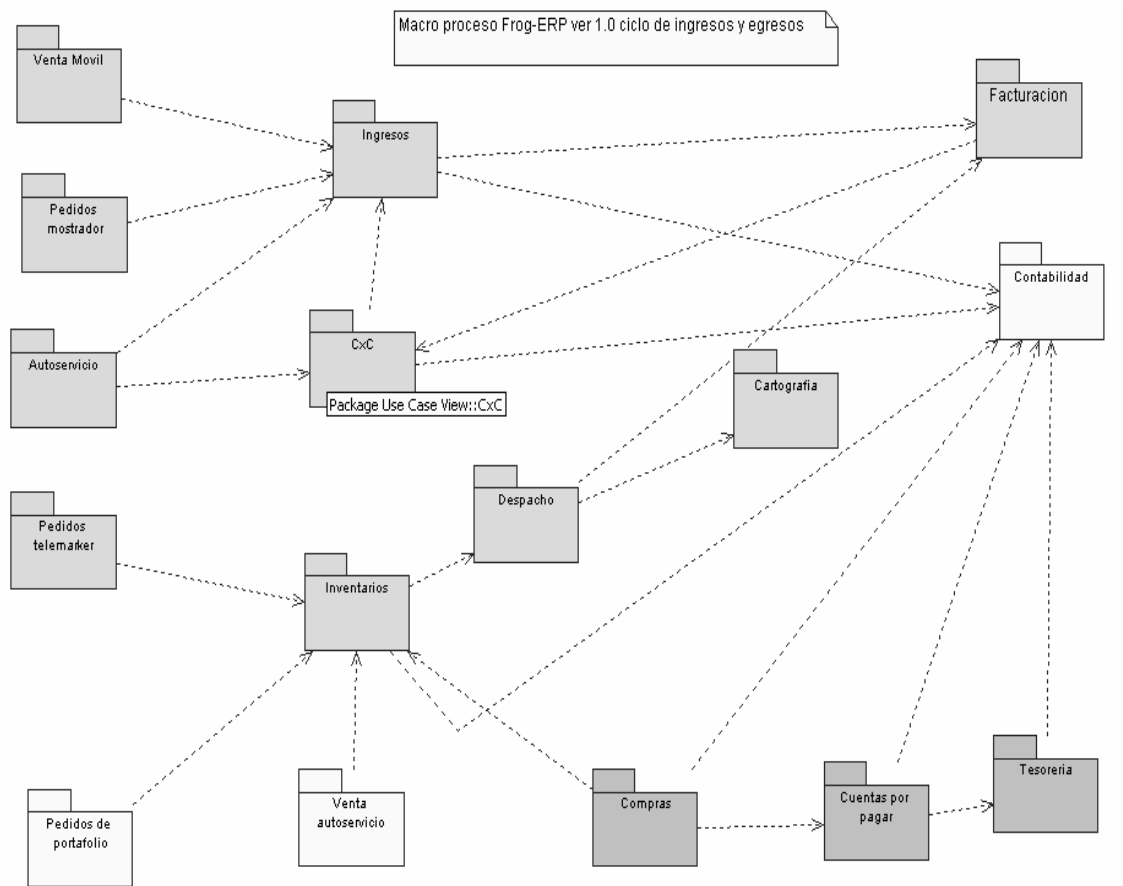 Macro proceso Frog-ERP ver 1.0 ciclo de ingresos y egresos
Venta Movil
Facturacion
Ingresos
Pedidos
mostrador
Contabilidad
CxC
Autoservicio
Cartografia
Package Use Case View::CxC
Despacho
Pedidos
telemarker
Inventarios
Tesoreria
Pedidos de
portafolio
Venta
autoservicio
Compras
Cuentas por
pagar